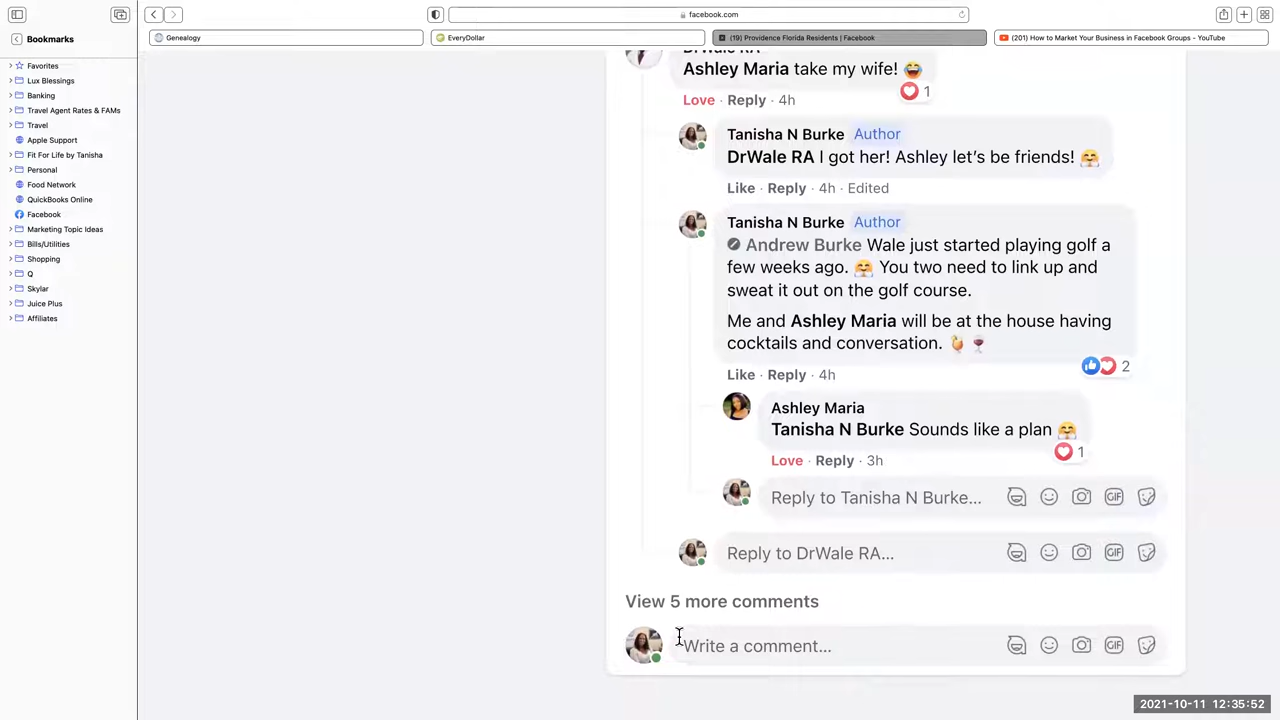 Bookmarks
Favorites
Lux Blessings
Banking
Travel Agent Rates & FAMs
Travel
Apple Support
Fit For Life by Tanisha
Personal
Food Network
QuickBooks Online
Facebook
Marketing Topic Ideas
Bills/Utilities
Shopping
Q
Skylar
Juice Plus
Affiliates
facebook.com
Genealogy
EveryDollar
(19) Providence Florida Residents | Facebook
(201) How to Market Your Business in Facebook Groups - YouTube
DrWale RA
Ashley Maria take my wife! 😂
Love · Reply · 4h
1
Tanisha N Burke Author
DrWale RA I got her! Ashley let's be friends! 🤗
Like · Reply · 4h · Edited
Tanisha N Burke Author
Andrew Burke Wale just started playing golf a
few weeks ago. 🤗 You two need to link up and
sweat it out on the golf course.
Me and Ashley Maria will be at the house having
cocktails and conversation. 🍹🍷
2
Like · Reply · 4h
Ashley Maria
Tanisha N Burke Sounds like a plan 🤗
1
Love · Reply · 3h
Reply to Tanisha N Burke...
GIF
Reply to DrWale RA...
GIF
View 5 more comments
Write a comment...
GIF
2021-10-11 12:35:52